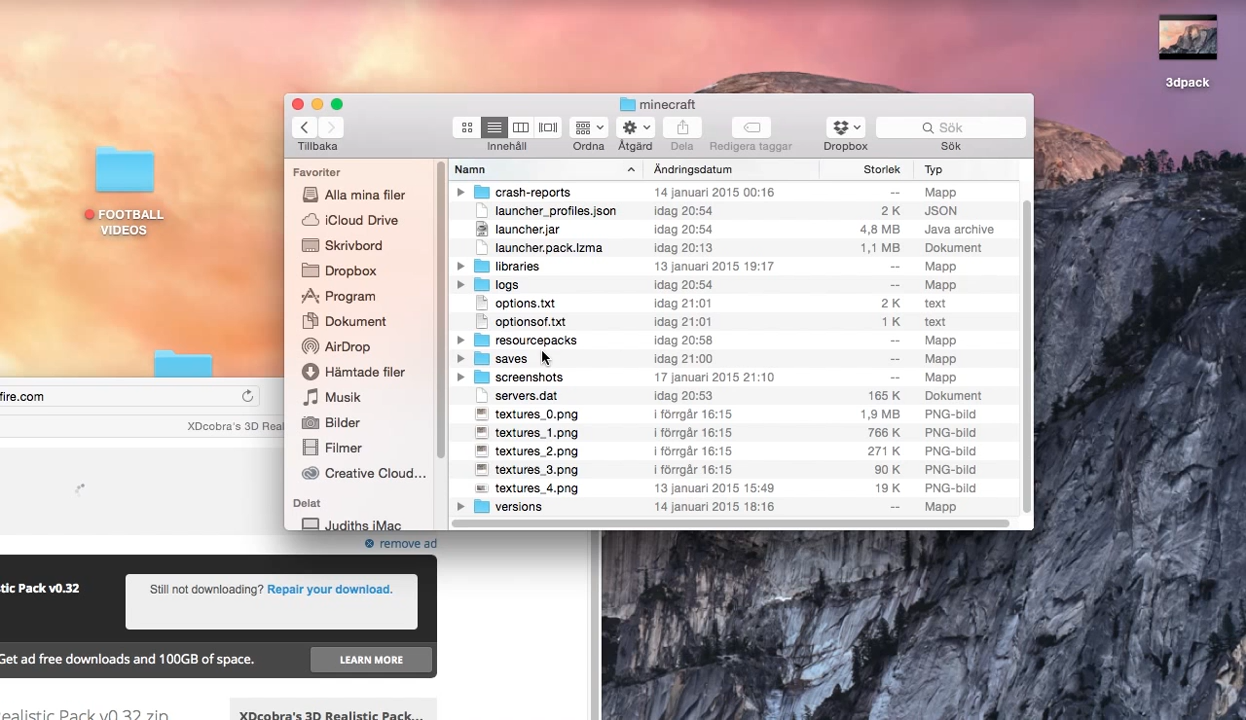 3dpack
minecraft
Tillbaka
Innehåll
Ordna
Åtgärd
Dela
Redigera taggar
Dropbox
Sök
Sök
FOOTBALL
VIDEOS
Favoriter
Alla mina filer
iCloud Drive
Skrivbord
Dropbox
Program
Dokument
AirDrop
Hämtade filer
Musik
Bilder
Filmer
Creative Cloud...
Delat
Judiths iMac
Namn Ändringsdatum Storlek Typ
crash-reports 14 januari 2015 00:16 -- Mapp
launcher_profiles.json idag 20:54 2 K JSON
launcher.jar idag 20:54 4,8 MB Java archive
launcher.pack.lzma idag 20:13 1,1 MB Dokument
libraries 13 januari 2015 19:17 -- Mapp
logs idag 20:54 -- Mapp
options.txt idag 21:01 2 K text
optionsof.txt idag 21:01 1 K text
resourcepacks idag 20:58 -- Mapp
saves idag 21:00 -- Mapp
screenshots 17 januari 2015 21:10 -- Mapp
servers.dat idag 20:53 165 K Dokument
textures_0.png i förrgår 16:15 1,9 MB PNG-bild
textures_1.png i förrgår 16:15 766 K PNG-bild
textures_2.png i förrgår 16:15 271 K PNG-bild
textures_3.png i förrgår 16:15 90 K PNG-bild
textures_4.png 13 januari 2015 15:49 19 K PNG-bild
versions 14 januari 2015 18:16 -- Mapp
fire.com
XDcobra's 3D Real
remove ad
tic Pack v0.32
Still not downloading? Repair your download.
Get ad free downloads and 100GB of space.
LEARN MORE
ealistic Pack v0.32.zip
XDcobra's 3D Realistic Pack...